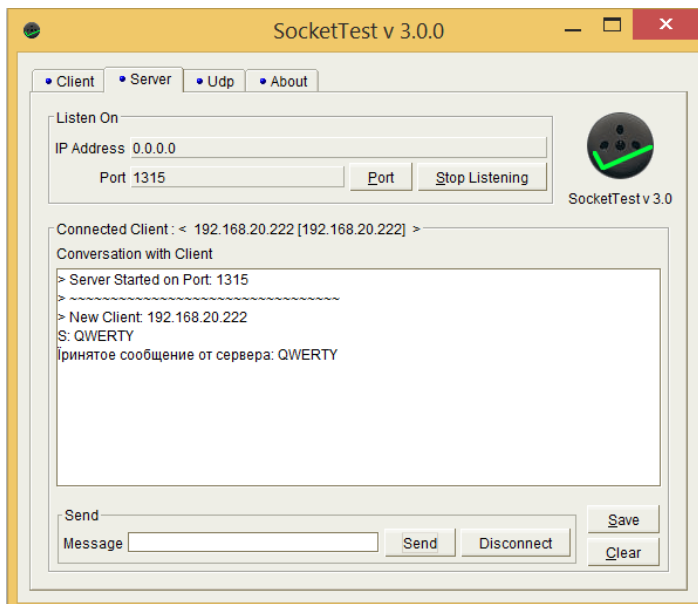 SocketTest v 3.0.0
Client
Server
Udp
About
Listen On
IP Address 0.0.0.0
Port 1315 Port Stop Listening
SocketTest v 3.0
Connected Client : < 192.168.20.222 [192.168.20.222] >
Conversation with Client
> Server Started on Port: 1315
> ~~~~~~~~~~~~~~~~~~~~~~~~~~~~~~~~~
> New Client: 192.168.20.222
S: QWERTY
Їринятое сообщение от сервера: QWERTY
Send
Message Send Disconnect
Save
Clear